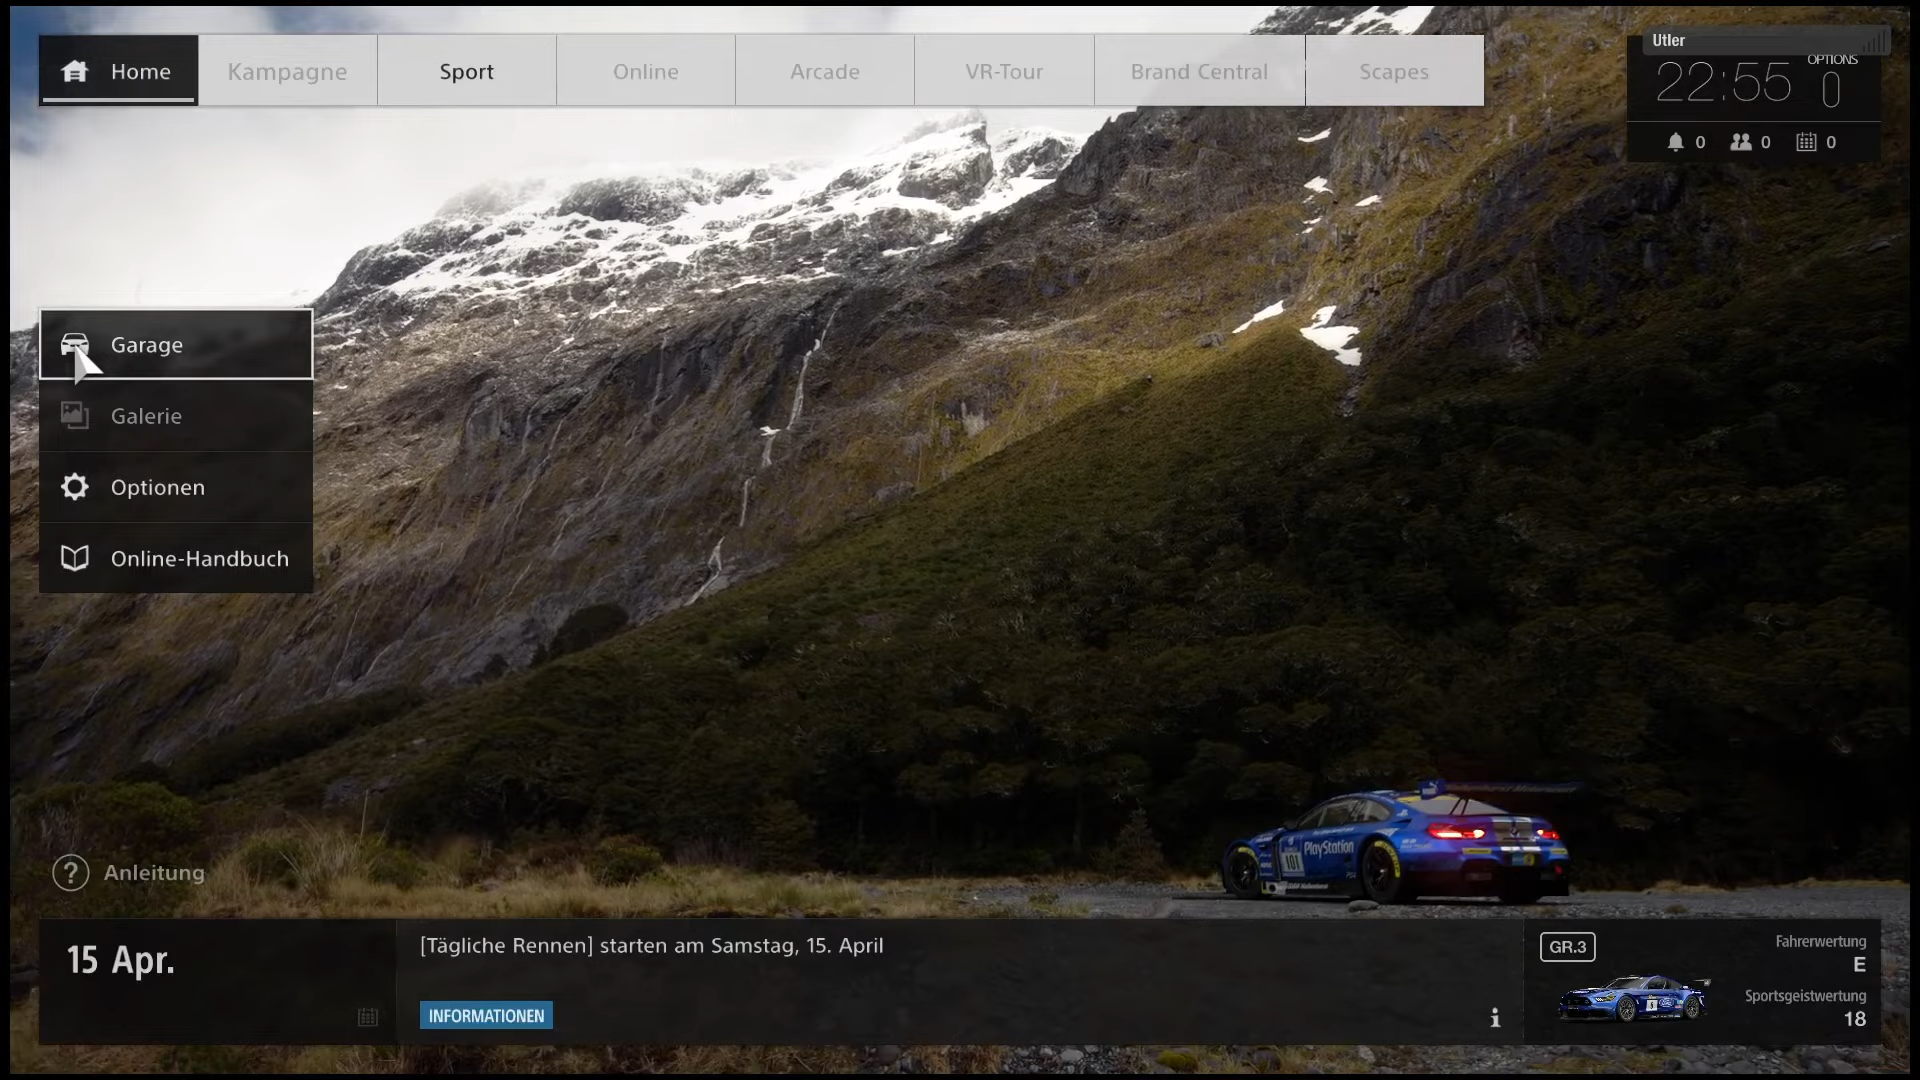 Home
Kampagne
Sport
Online
Arcade
VR-Tour
Brand Central
Scapes
Utler
22:55
OPTIONS
0
0
0
0
Garage
Galerie
Optionen
Online-Handbuch
PlayStation
101
Anleitung
15 Apr.
[Tägliche Rennen] starten am Samstag, 15. April
INFORMATIONEN
GR.3
Fahrerwertung
E
Sportsgeistwertung
18